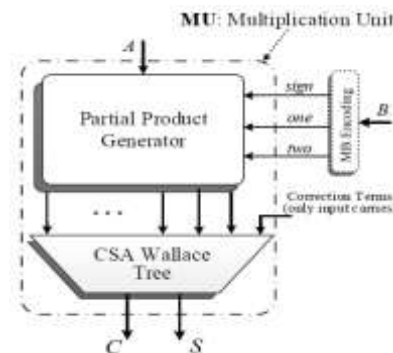 MU: Multiplication Unit
A
Partial Product
Generator
sign
one
two
MB Encoding
B
. . .
Correction Terms
(only input carries)
CSA Wallace
Tree
C
S